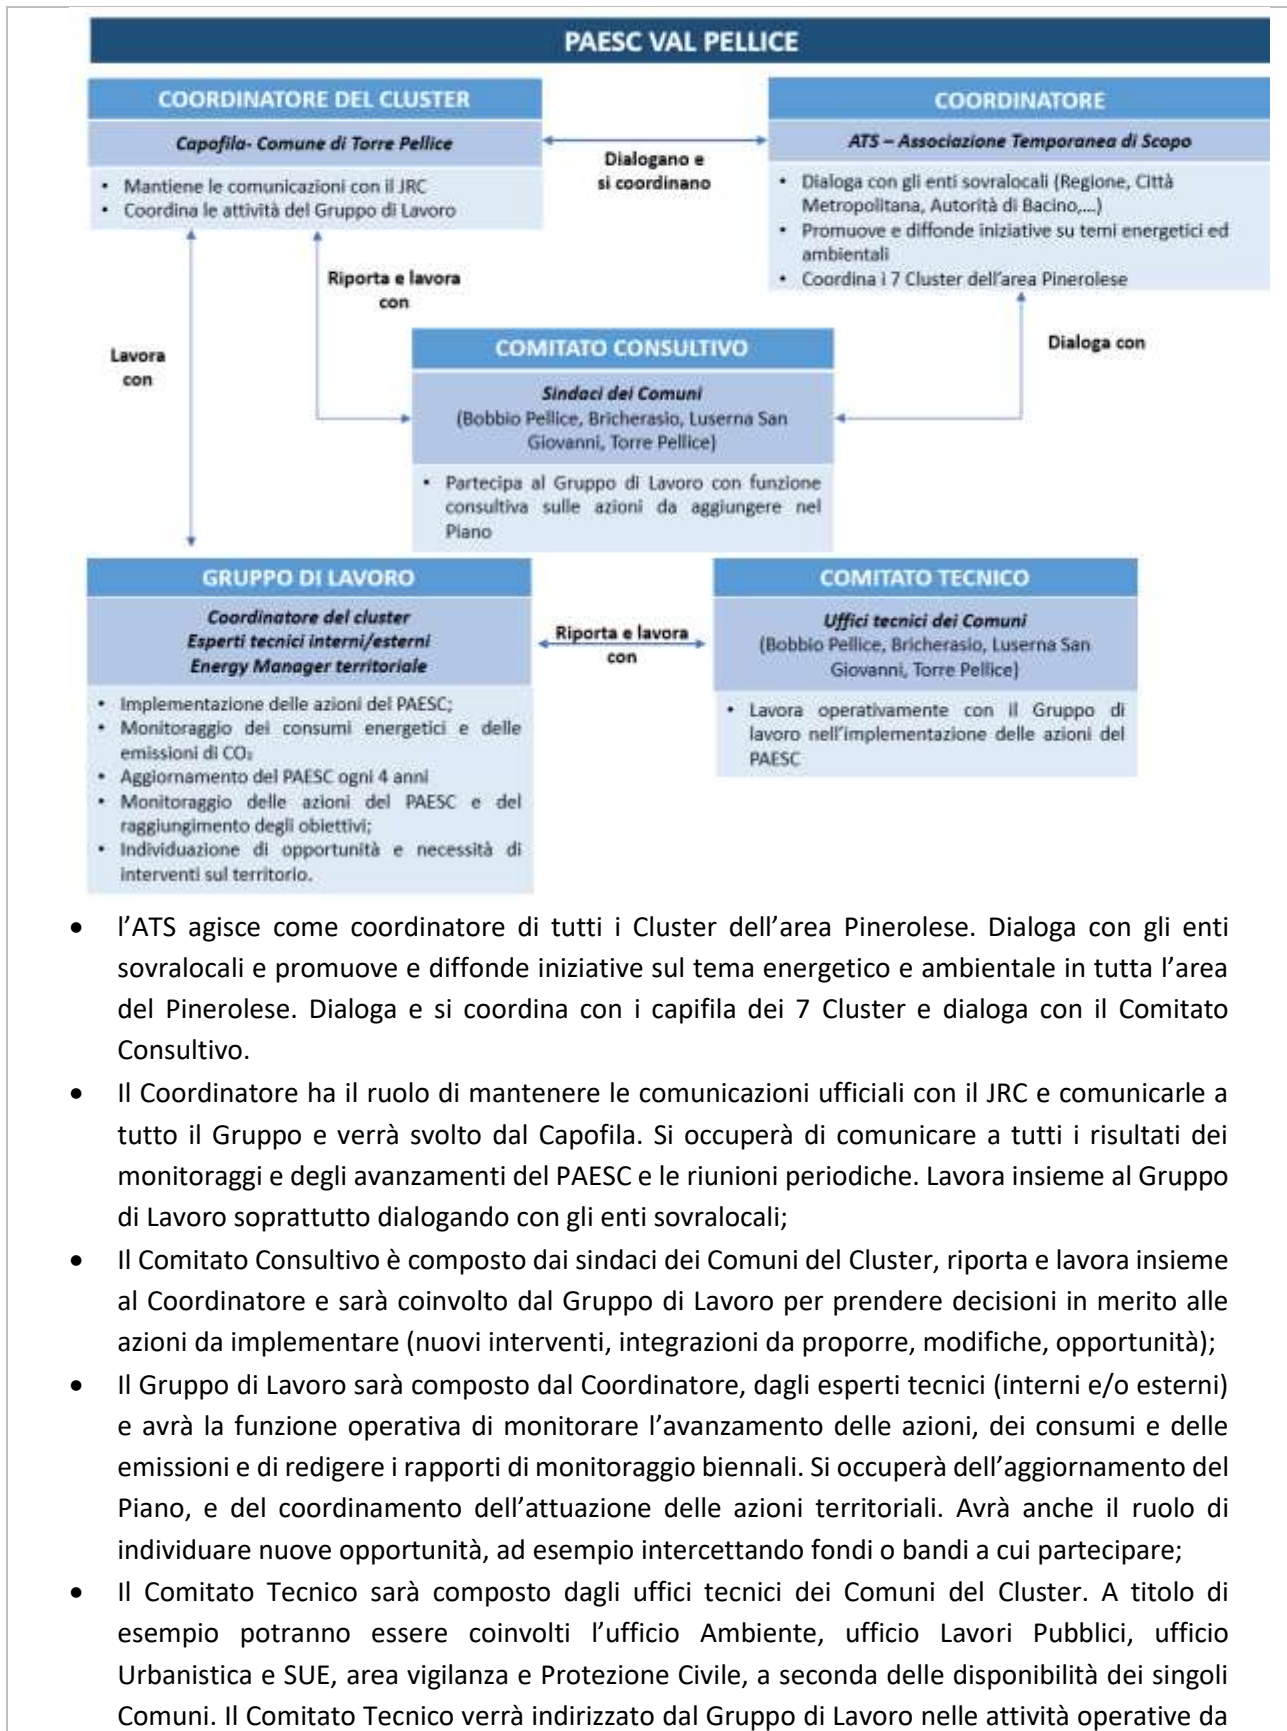 PAESC VAL PELLICE
COORDINATORE DEL CLUSTER
Capofila- Comune di Torre Pellice
• Mantiene le comunicazioni con il JRC
• Coordina le attività del Gruppo di Lavoro
Dialogano e
si coordinano
COORDINATORE
ATS – Associazione Temporanea di Scopo
• Dialoga con gli enti sovralocali (Regione, Città
Metropolitana, Autorità di Bacino,...)
• Promuove e diffonde iniziative su temi energetici ed
ambientali
• Coordina i 7 Cluster dell'area Pinerolese
Riporta e lavora
con
Lavora
con
Dialoga con
COMITATO CONSULTIVO
Sindaci dei Comuni
(Bobbio Pellice, Bricherasio, Luserna San
Giovanni, Torre Pellice)
• Partecipa al Gruppo di Lavoro con funzione
consultiva sulle azioni da aggiungere nel
Piano
GRUPPO DI LAVORO
Coordinatore del cluster
Esperti tecnici interni/esterni
Energy Manager territoriale
• Implementazione delle azioni del PAESC;
• Monitoraggio dei consumi energetici e delle
emissioni di CO₂
• Aggiornamento del PAESC ogni 4 anni
• Monitoraggio delle azioni del PAESC e del
raggiungimento degli obiettivi;
• Individuazione di opportunità e necessità di
interventi sul territorio.
Riporta e lavora
con
COMITATO TECNICO
Uffici tecnici dei Comuni
(Bobbio Pellice, Bricherasio, Luserna San
Giovanni, Torre Pellice)
• Lavora operativamente con il Gruppo di
lavoro nell'implementazione delle azioni del
PAESC
• l'ATS agisce come coordinatore di tutti i Cluster dell'area Pinerolese. Dialoga con gli enti
sovralocali e promuove e diffonde iniziative sul tema energetico e ambientale in tutta l'area
del Pinerolese. Dialoga e si coordina con i capifila dei 7 Cluster e dialoga con il Comitato
Consultivo.
• Il Coordinatore ha il ruolo di mantenere le comunicazioni ufficiali con il JRC e comunicarle a
tutto il Gruppo e verrà svolto dal Capofila. Si occuperà di comunicare a tutti i risultati dei
monitoraggi e degli avanzamenti del PAESC e le riunioni periodiche. Lavora insieme al Gruppo
di Lavoro soprattutto dialogando con gli enti sovralocali;
• Il Comitato Consultivo è composto dai sindaci dei Comuni del Cluster, riporta e lavora insieme
al Coordinatore e sarà coinvolto dal Gruppo di Lavoro per prendere decisioni in merito alle
azioni da implementare (nuovi interventi, integrazioni da proporre, modifiche, opportunità);
• Il Gruppo di Lavoro sarà composto dal Coordinatore, dagli esperti tecnici (interni e/o esterni)
e avrà la funzione operativa di monitorare l'avanzamento delle azioni, dei consumi e delle
emissioni e di redigere i rapporti di monitoraggio biennali. Si occuperà dell'aggiornamento del
Piano, e del coordinamento dell'attuazione delle azioni territoriali. Avrà anche il ruolo di
individuare nuove opportunità, ad esempio intercettando fondi o bandi a cui partecipare;
• Il Comitato Tecnico sarà composto dagli uffici tecnici dei Comuni del Cluster. A titolo di
esempio potranno essere coinvolti l'ufficio Ambiente, ufficio Lavori Pubblici, ufficio
Urbanistica e SUE, area vigilanza e Protezione Civile, a seconda delle disponibilità dei singoli
Comuni. Il Comitato Tecnico verrà indirizzato dal Gruppo di Lavoro nelle attività operative da